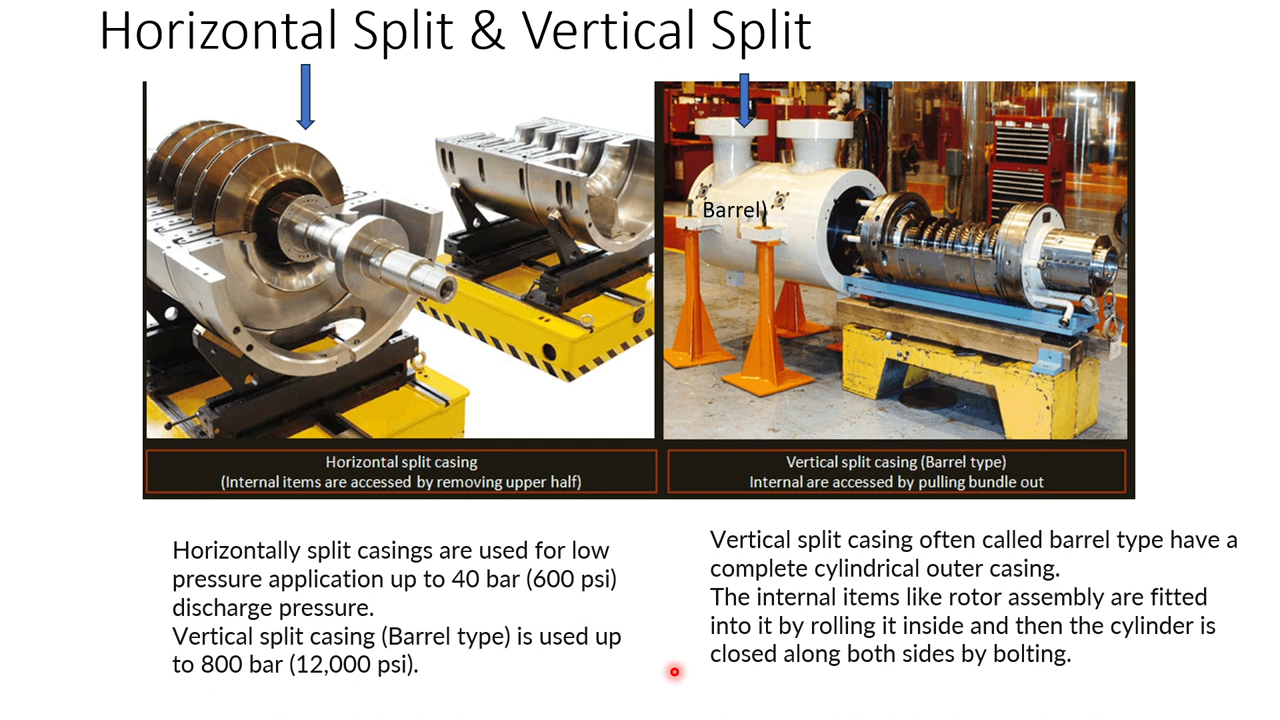 Horizontal Split & Vertical Split
Barrel)
Horizontal split casing
(Internal items are accessed by removing upper half)
Vertical split casing (Barrel type)
Internal are accessed by pulling bundle out
Horizontally split casings are used for low
pressure application up to 40 bar (600 psi)
discharge pressure.
Vertical split casing (Barrel type) is used up
to 800 bar (12,000 psi).
Vertical split casing often called barrel type have a
complete cylindrical outer casing.
The internal items like rotor assembly are fitted
into it by rolling it inside and then the cylinder is
closed along both sides by bolting.